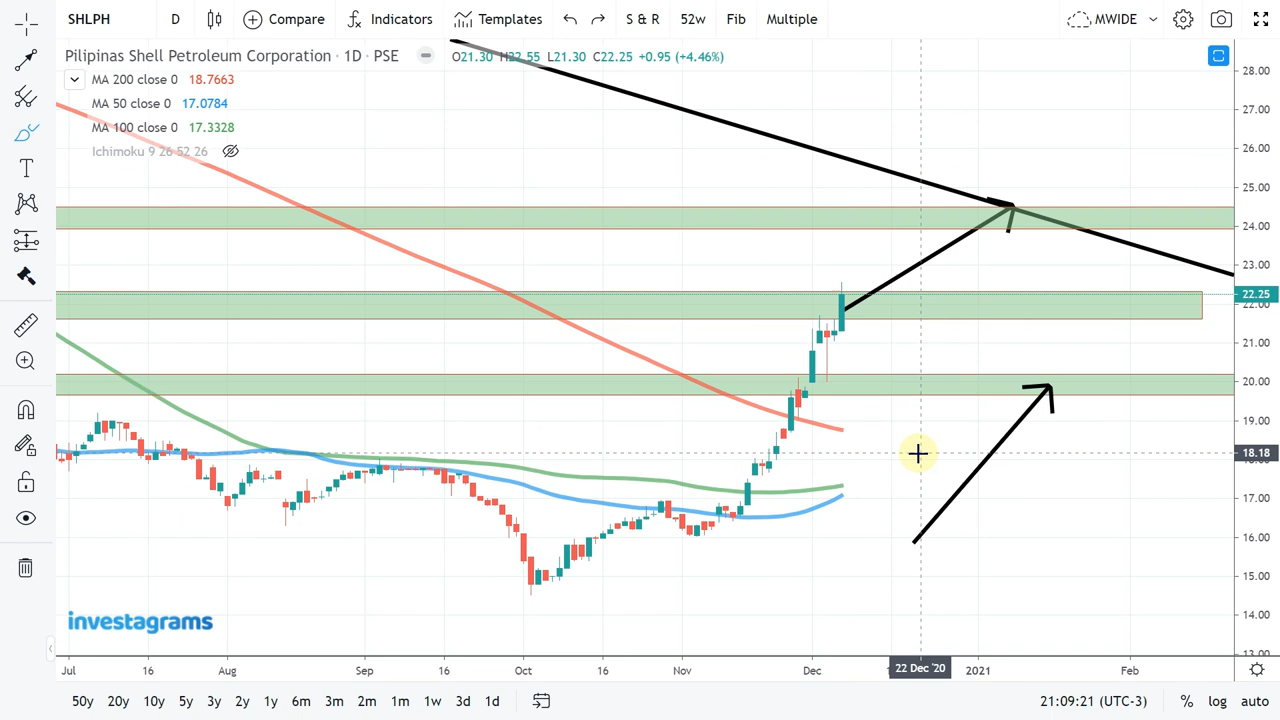 SHLPH D Compare Indicators Templates S & R 52w Fib Multiple MWIDE
Pilipinas Shell Petroleum Corporation · 1D · PSE O21.30 H22.55 L21.30 C22.25 +0.95 (+4.46%)
MA 200 close 0 18.7663
MA 50 close 0 17.0784
MA 100 close 0 17.3328
Ichimoku 9 26 52 26
28.00
27.00
26.00
25.00
24.00
23.00
22.25
22.00
21.00
20.00
19.00
18.18
17.00
16.00
15.00
14.00
13.00
investagrams
Jul 16 Aug Sep Oct 16 Nov Dec 22 Dec '20 2021 Feb
50y 20y 10y 5y 3y 2y 1y 6m 3m 2m 1m 1w 3d 1d 21:09:21 (UTC-3) % log auto